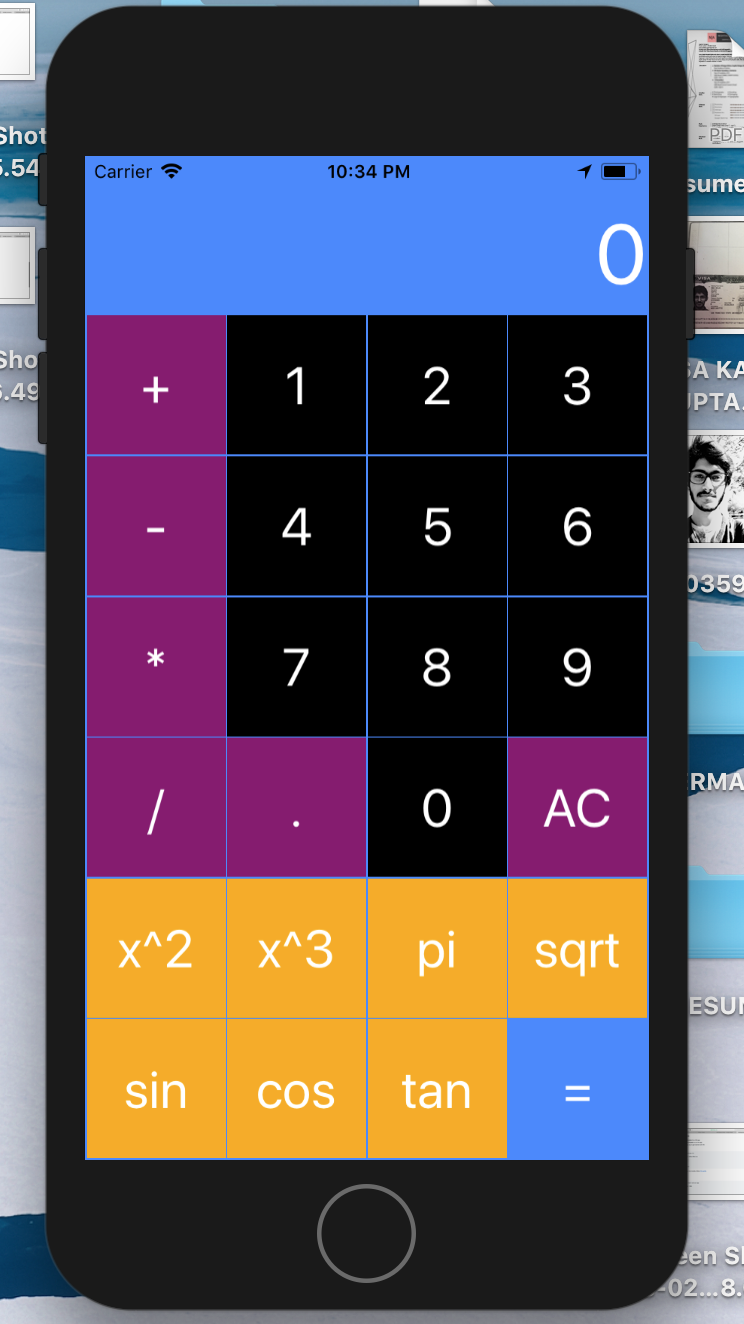 Shot
5.54
Carrier 10:34 PM
PDF
sume
0
+ 1 2 3
Sho
6.49
SA KA
UPTA.
- 4 5 6
0359
* 7 8 9
RMA
/ . 0 AC
x^2 x^3 pi sqrt
ESUM
sin cos tan =
een S
-02...8.